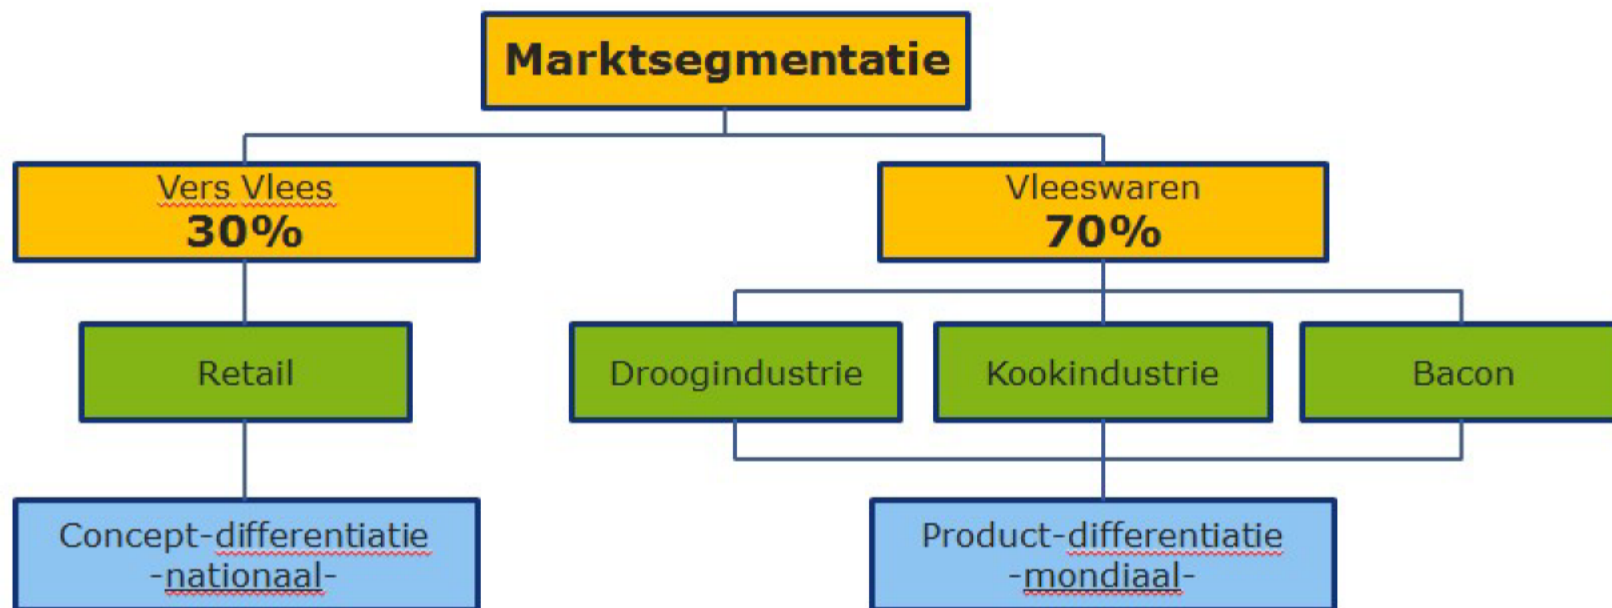 Marktsegmentatie
Vers Vlees
30%
Vleeswaren
70%
Retail
Droogindustrie
Kookindustrie
Bacon
Concept-differentiatie
-nationaal-
Product-differentiatie
-mondiaal-